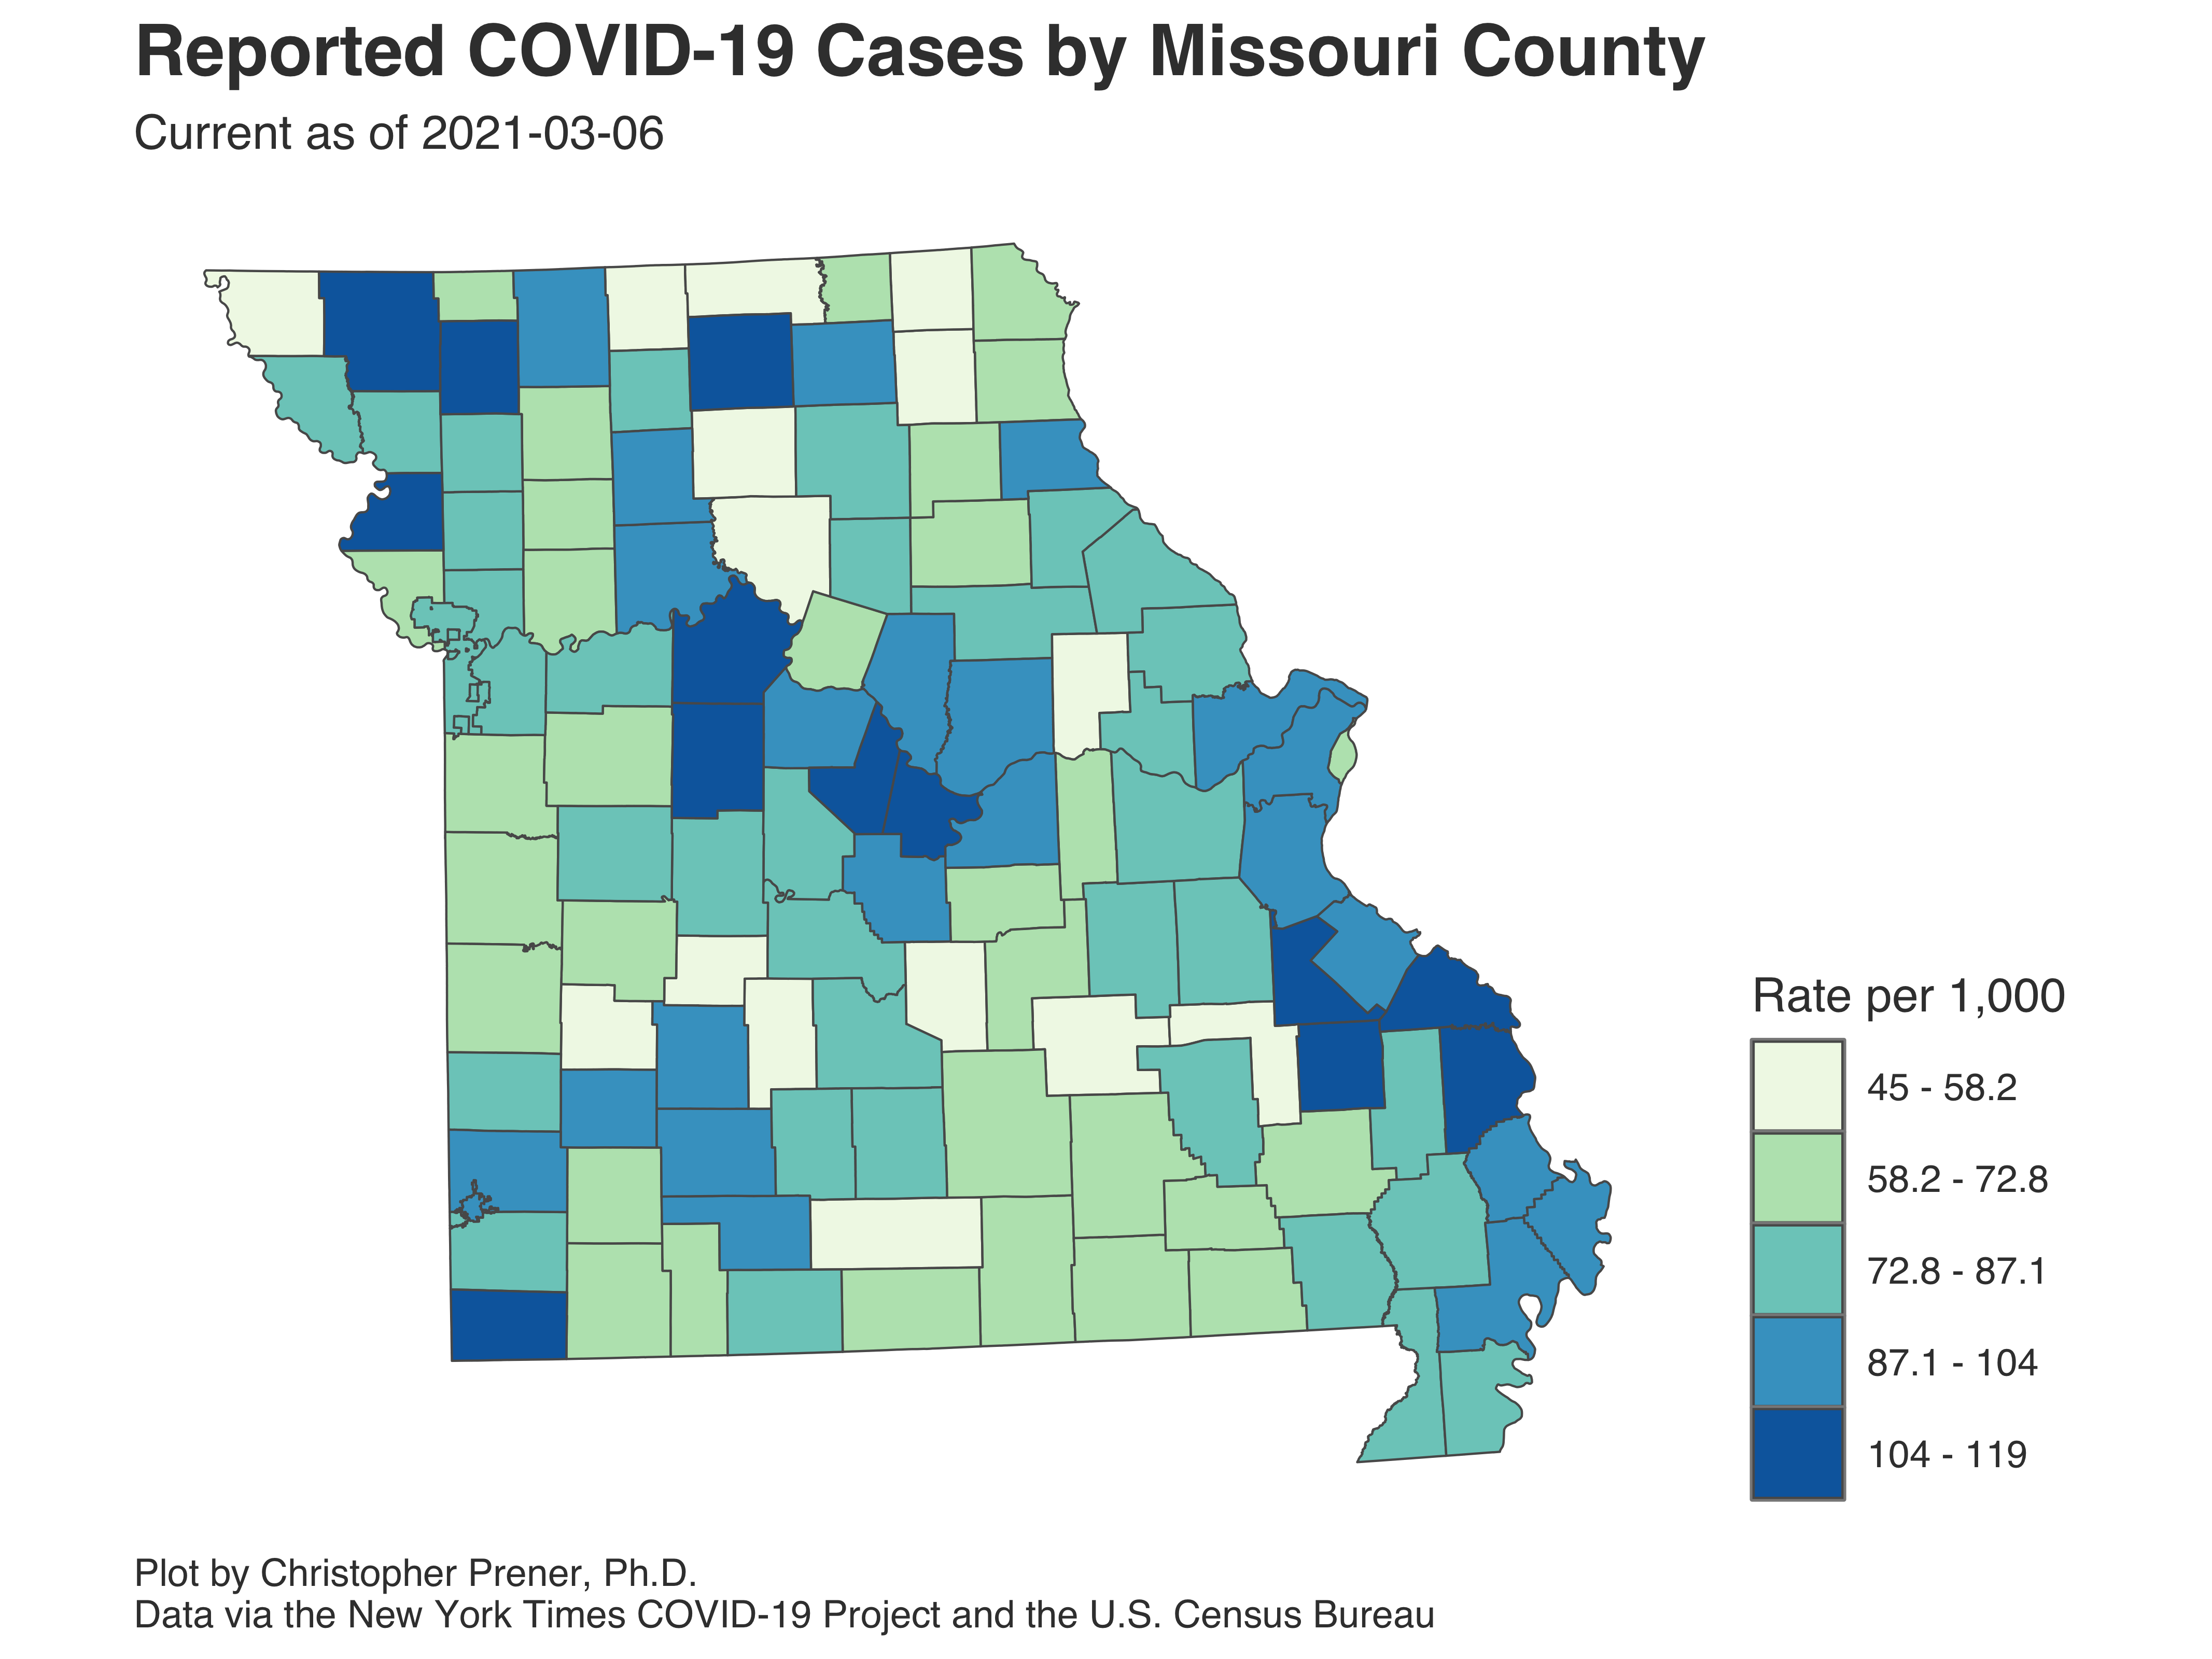 Reported COVID-19 Cases by Missouri County
Current as of 2021-03-06
Rate per 1,000
45 - 58.2
58.2 - 72.8
72.8 - 87.1
87.1 - 104
104 - 119
Plot by Christopher Prener, Ph.D.
Data via the New York Times COVID-19 Project and the U.S. Census Bureau